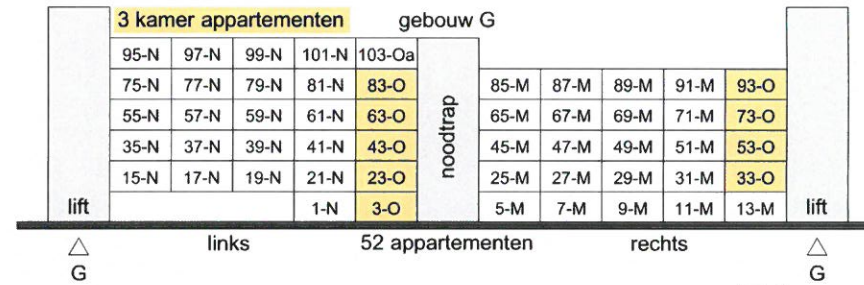 3 kamer appartementen gebouw G
95-N 97-N 99-N 101-N 103-Oa
75-N 77-N 79-N 81-N 83-O 85-M 87-M 89-M 91-M 93-O
55-N 57-N 59-N 61-N 63-O 65-M 67-M 69-M 71-M 73-O
35-N 37-N 39-N 41-N 43-O 45-M 47-M 49-M 51-M 53-O
15-N 17-N 19-N 21-N 23-O 25-M 27-M 29-M 31-M 33-O
noodtrap
lift 1-N 3-O 5-M 7-M 9-M 11-M 13-M lift
links 52 appartementen rechts
G G